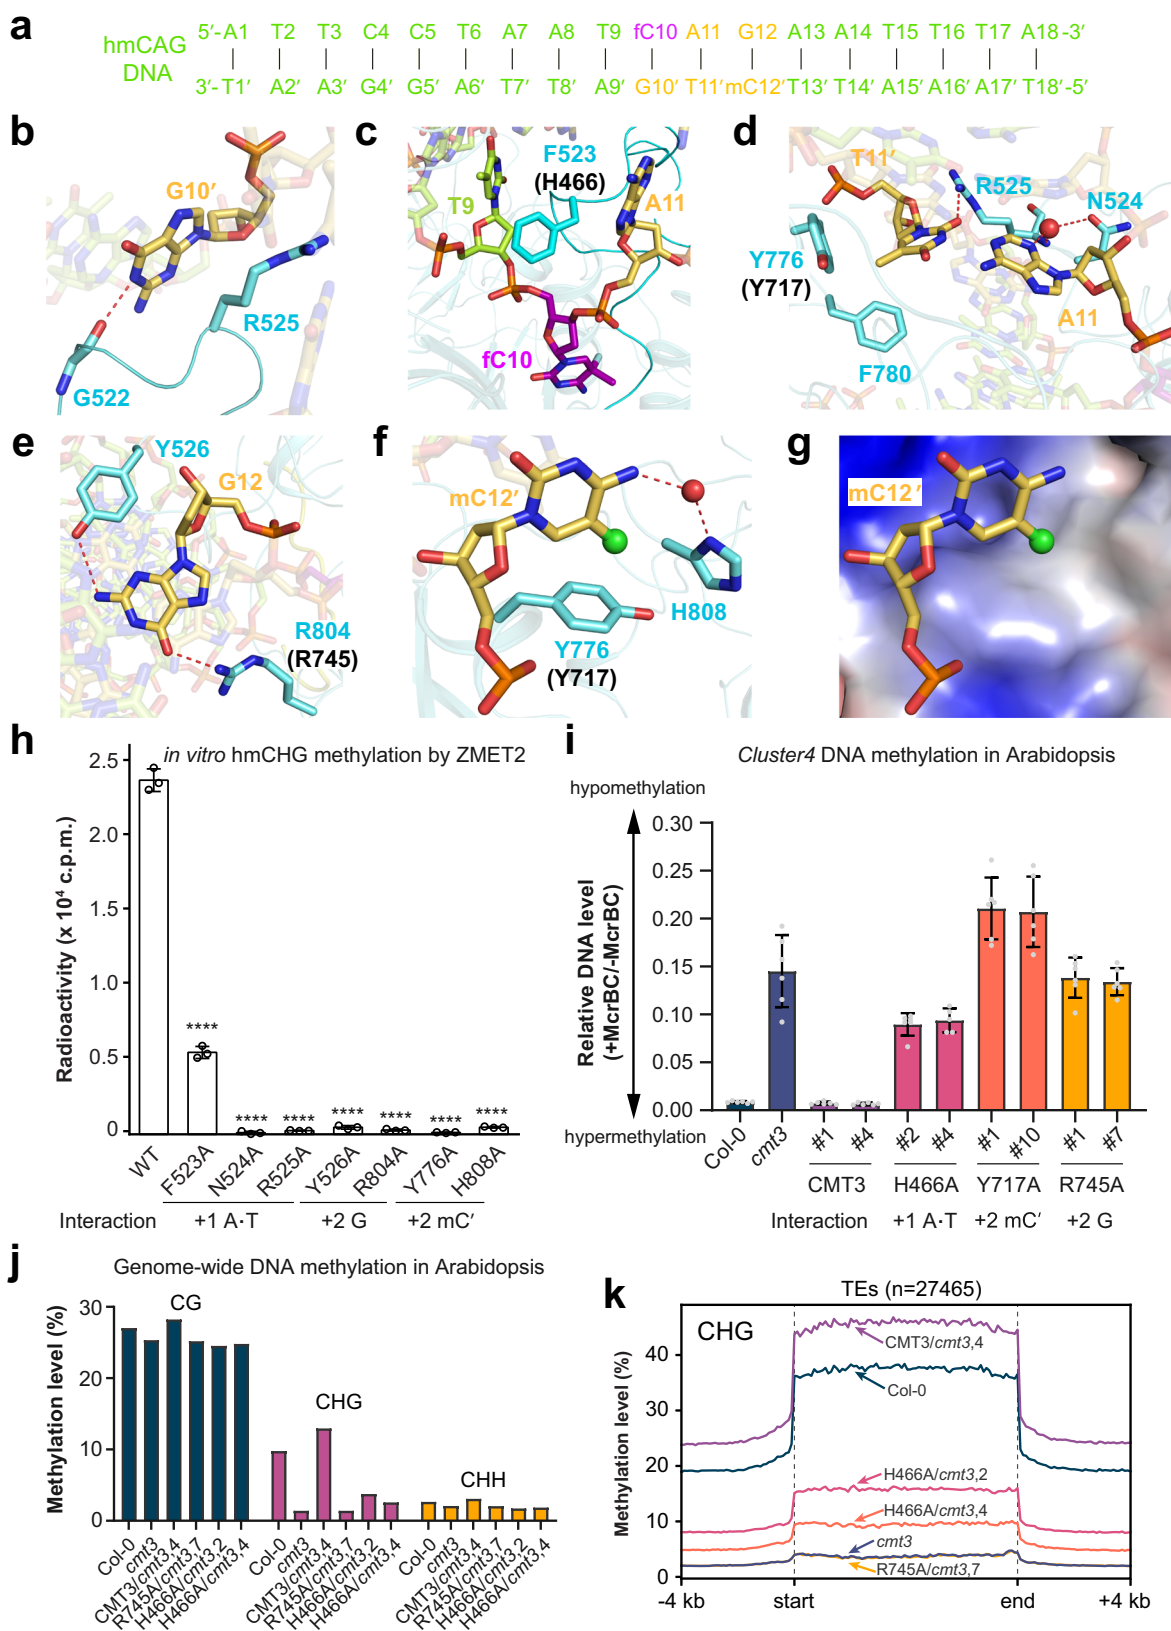 a
hmCAG DNA
5′-A1 T2 T3 C4 C5 T6 A7 A8 T9 fC10 A11 G12 A13 A14 T15 T16 T17 A18-3′
3′-T1′ A2′ A3′ G4′ G5′ A6′ T7′ T8′ A9′ G10′ T11′ mC12′ T13′ T14′ A15′ A16′ A17′ T18′-5′
b
G10′
R525
G522
c
F523
(H466)
T9
A11
fC10
d
T11′
R525
N524
Y776
(Y717)
A11
F780
e
Y526
G12
R804
(R745)
f
mC12′
H808
Y776
(Y717)
g
mC12′
h
in vitro hmCHG methylation by ZMET2
Radioactivity (x 10⁴ c.p.m.)
2.5
2.0
1.5
1.0
0.5
0
****
**** **** **** **** **** ****
WT F523A N524A R525A Y526A R804A Y776A H808A
Interaction +1 A·T +2 G +2 mC′
i
Cluster4 DNA methylation in Arabidopsis
hypomethylation
hypermethylation
Relative DNA level
(+McrBC/-McrBC)
0.30
0.25
0.20
0.15
0.10
0.05
0.00
Col-0 cmt3 #1 #4 #2 #4 #1 #10 #1 #7
CMT3 H466A Y717A R745A
Interaction +1 A·T +2 mC′ +2 G
j
Genome-wide DNA methylation in Arabidopsis
Methylation level (%)
30
20
10
0
CG
CHG
CHH
Col-0 cmt3 CMT3/cmt3,4 R745A/cmt3,7 H466A/cmt3,2 H466A/cmt3,4
Col-0 cmt3 CMT3/cmt3,4 R745A/cmt3,7 H466A/cmt3,2 H466A/cmt3,4
Col-0 cmt3 CMT3/cmt3,4 R745A/cmt3,7 H466A/cmt3,2 H466A/cmt3,4
k
TEs (n=27465)
CHG
Methylation level (%)
40
30
20
10
0
CMT3/cmt3,4
Col-0
H466A/cmt3,2
H466A/cmt3,4
cmt3
R745A/cmt3,7
-4 kb start end +4 kb